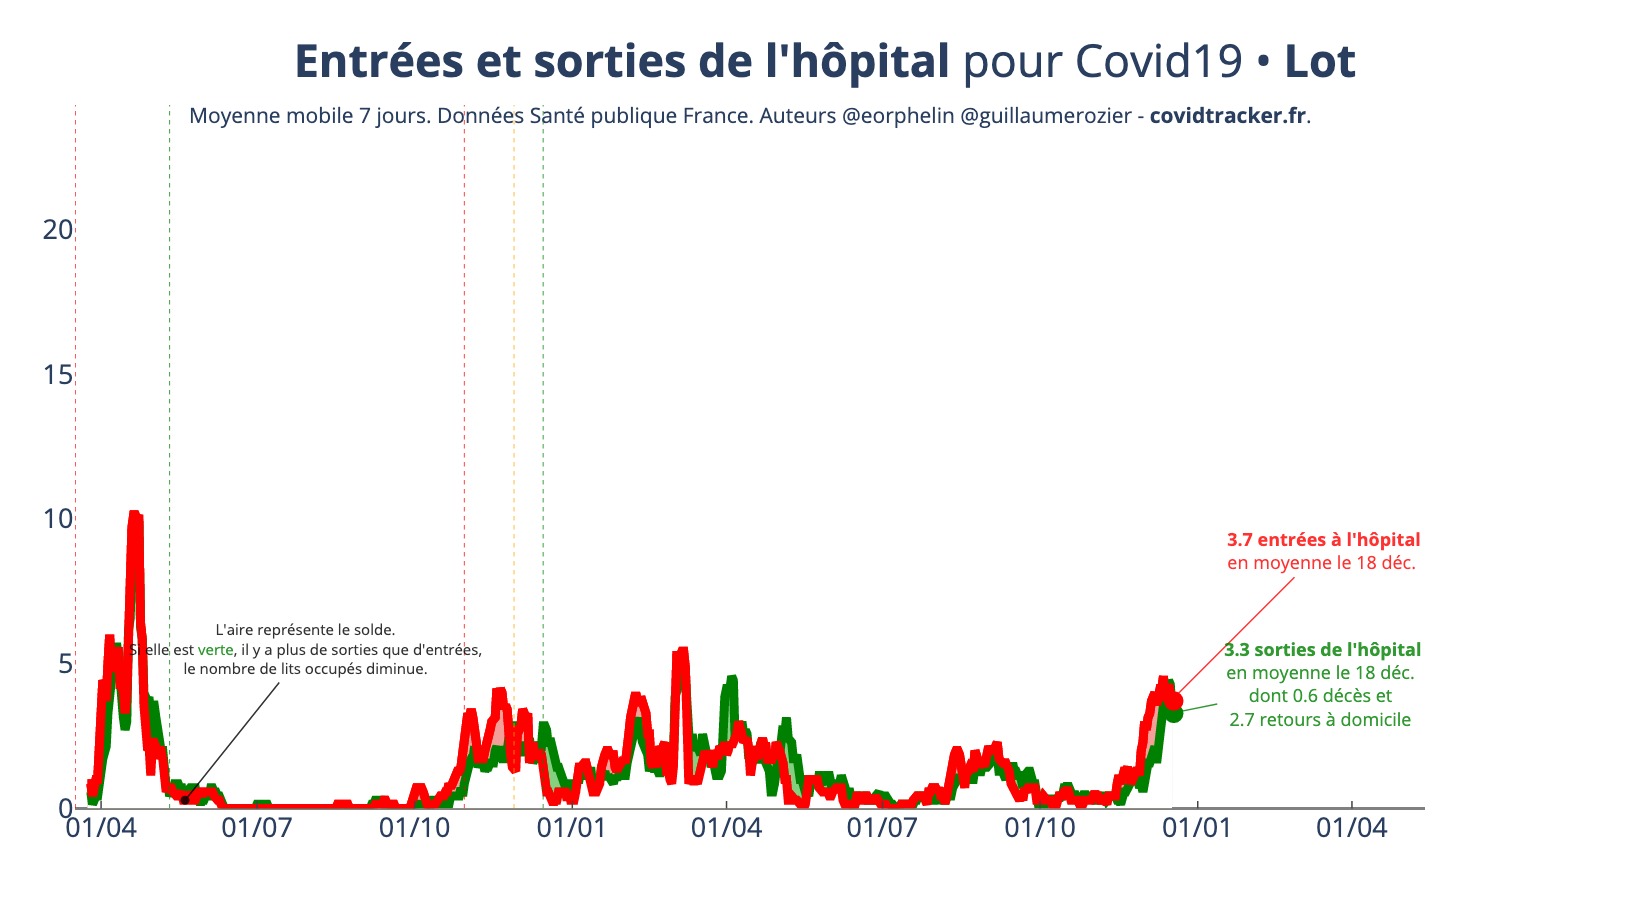 Entrées et sorties de l'hôpital pour Covid19 • Lot
Moyenne mobile 7 jours. Données Santé publique France. Auteurs @eorphelin @guillaumerozier - covidtracker.fr.
20
15
10
5
0
3.7 entrées à l'hôpital
en moyenne le 18 déc.
L'aire représente le solde.
Si elle est verte, il y a plus de sorties que d'entrées,
le nombre de lits occupés diminue.
3.3 sorties de l'hôpital
en moyenne le 18 déc.
dont 0.6 décès et
2.7 retours à domicile
01/04 01/07 01/10 01/01 01/04 01/07 01/10 01/01 01/04